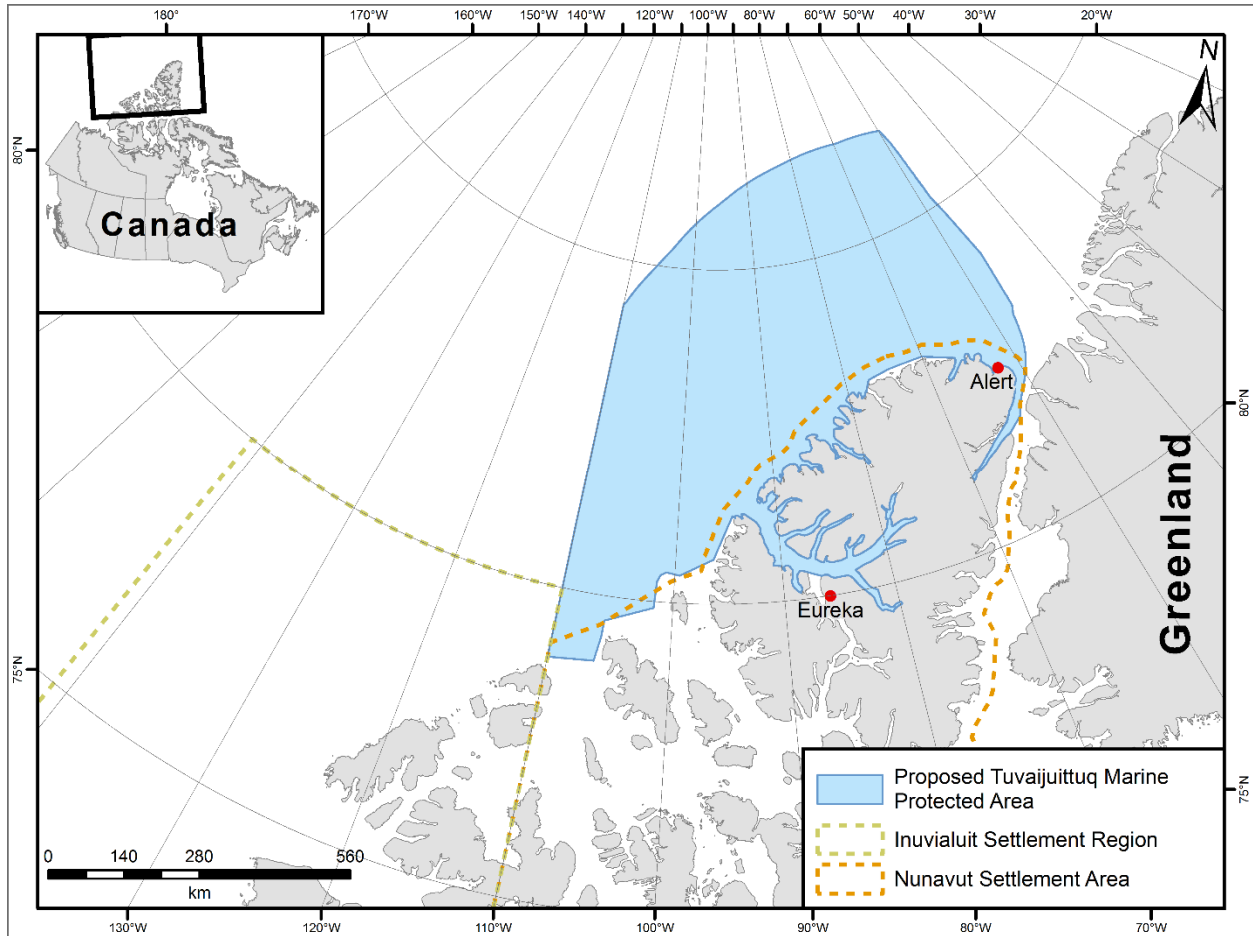 180° 170°W 160°W 150°W 140°W 120°W 100°W 90°W 80°W 70°W 60°W 50°W 40°W 30°W 20°W
N
Canada
80°N
80°N
Alert
Greenland
Eureka
75°N
75°N
Proposed Tuvaijuittuq Marine
Protected Area
Inuvialuit Settlement Region
Nunavut Settlement Area
0 140 280 560
km
130°W 120°W 110°W 100°W 90°W 80°W 70°W